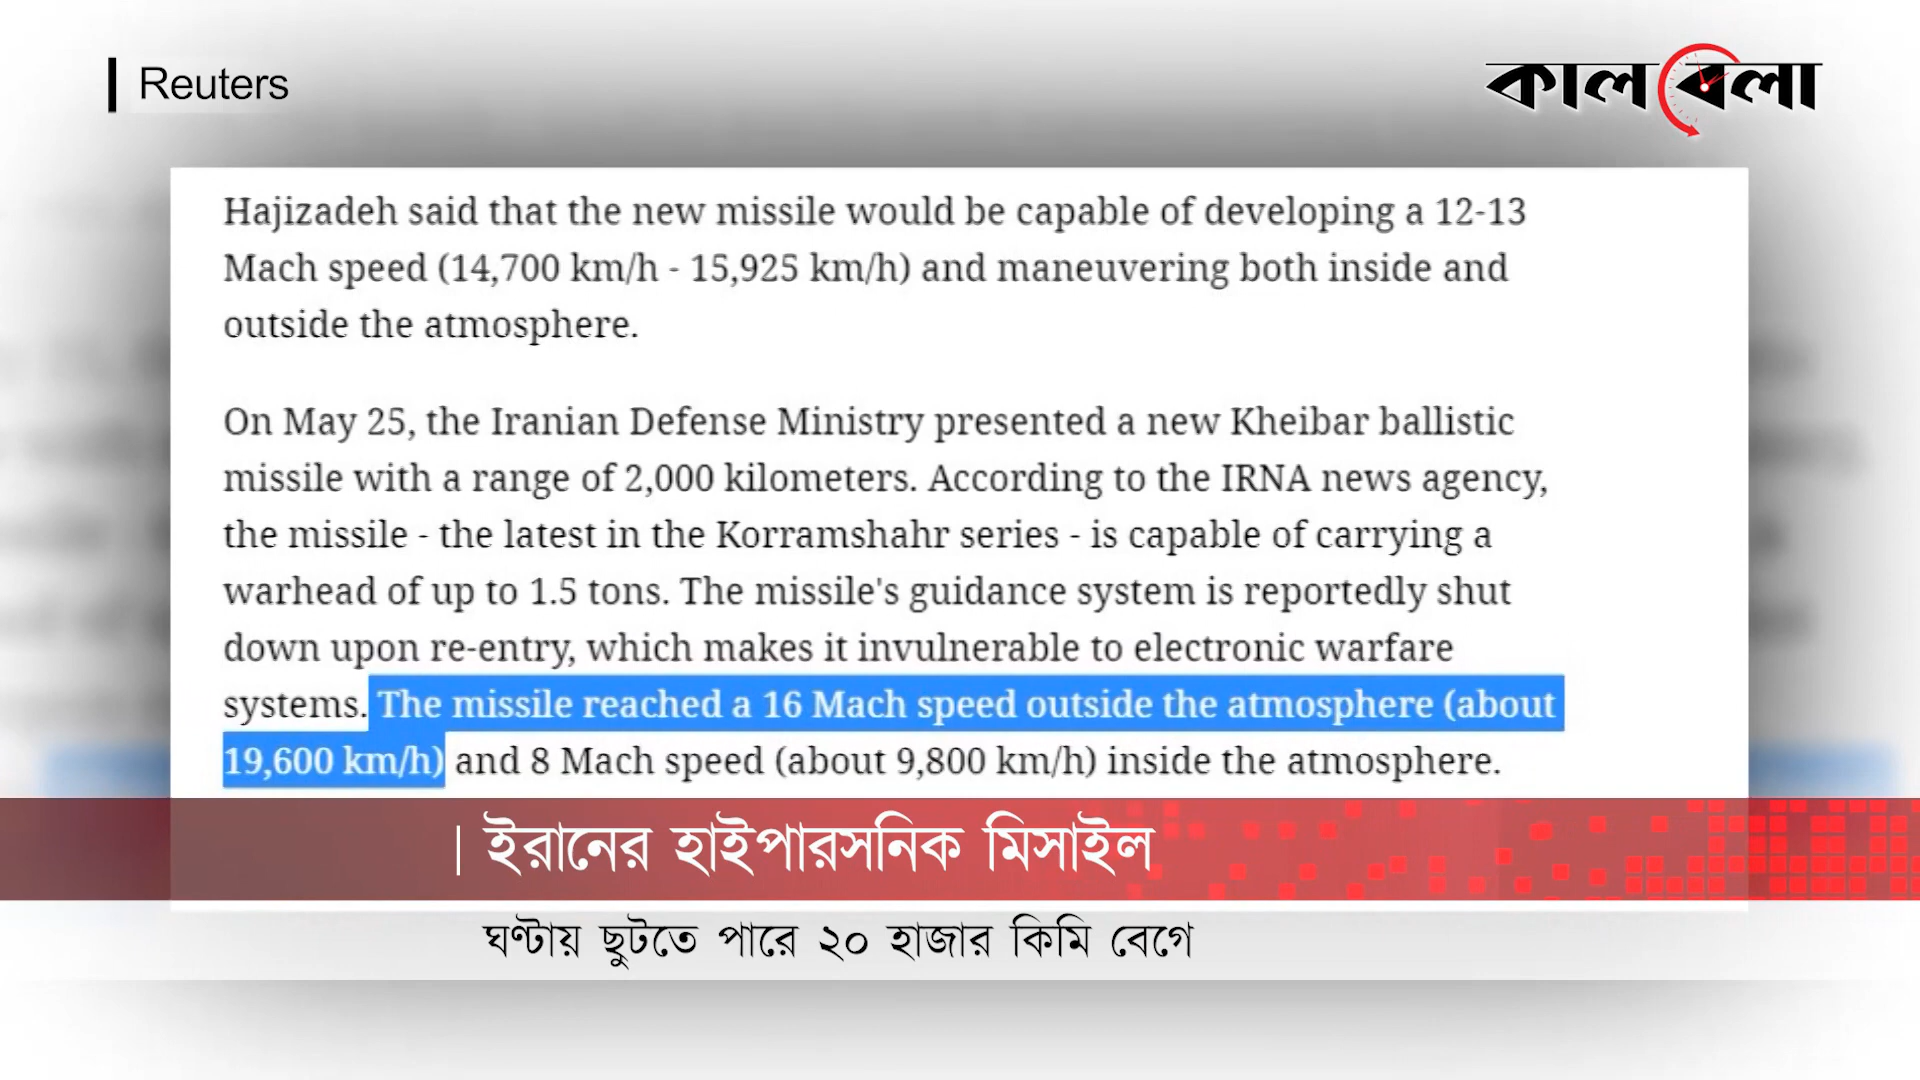 Reuters
কালবেলা
Hajizadeh said that the new missile would be capable of developing a 12-13
Mach speed (14,700 km/h - 15,925 km/h) and maneuvering both inside and
outside the atmosphere.
On May 25, the Iranian Defense Ministry presented a new Kheibar ballistic
missile with a range of 2,000 kilometers. According to the IRNA news agency,
the missile - the latest in the Korramshahr series - is capable of carrying a
warhead of up to 1.5 tons. The missile's guidance system is reportedly shut
down upon re-entry, which makes it invulnerable to electronic warfare
systems. The missile reached a 16 Mach speed outside the atmosphere (about
19,600 km/h) and 8 Mach speed (about 9,800 km/h) inside the atmosphere.
ইরানের হাইপারসনিক মিসাইল
ঘণ্টায় ছুটতে পারে ২০ হাজার কিমি বেগে